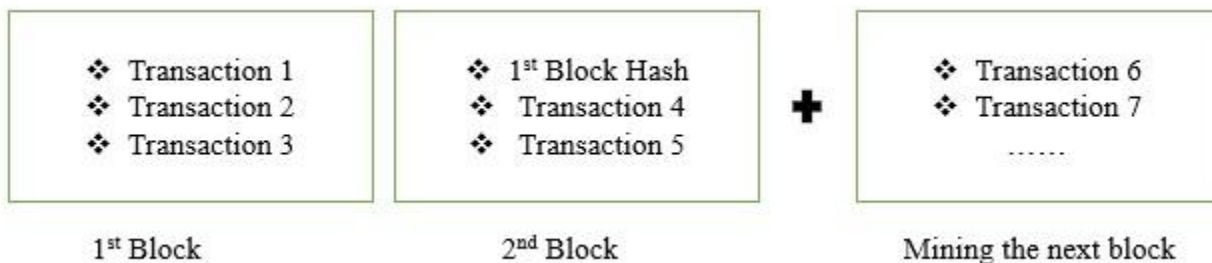 ❖ Transaction 1
❖ Transaction 2
❖ Transaction 3
1st Block
❖ 1st Block Hash
❖ Transaction 4
❖ Transaction 5
2nd Block
+
❖ Transaction 6
❖ Transaction 7
……
Mining the next block